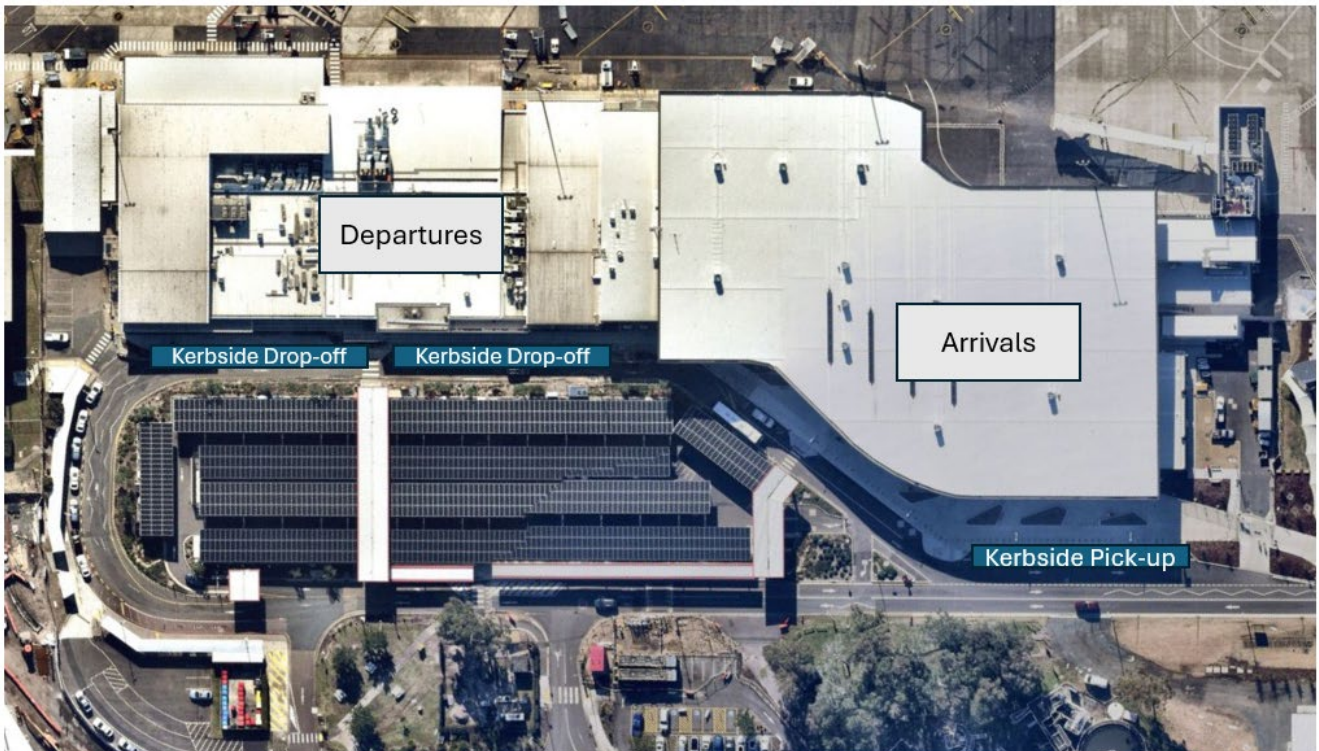 Departures
Arrivals
Kerbside Drop-off
Kerbside Drop-off
Kerbside Pick-up